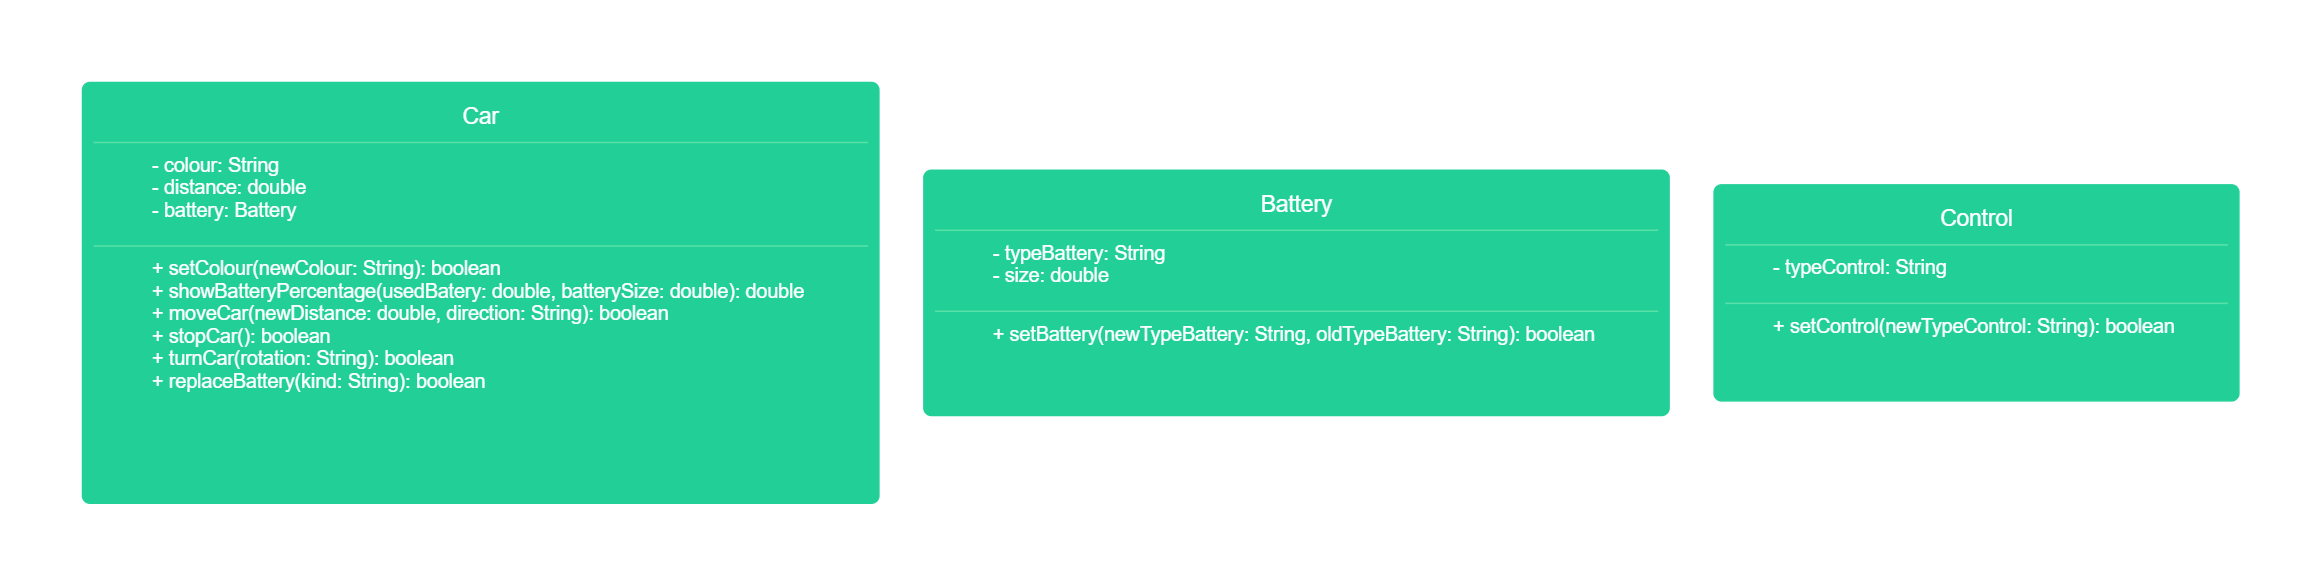 Car
- colour: String
- distance: double
- battery: Battery
+ setColour(newColour: String): boolean
+ showBatteryPercentage(usedBatery: double, batterySize: double): double
+ moveCar(newDistance: double, direction: String): boolean
+ stopCar(): boolean
+ turnCar(rotation: String): boolean
+ replaceBattery(kind: String): boolean
Battery
- typeBattery: String
- size: double
+ setBattery(newTypeBattery: String, oldTypeBattery: String): boolean
Control
- typeControl: String
+ setControl(newTypeControl: String): boolean